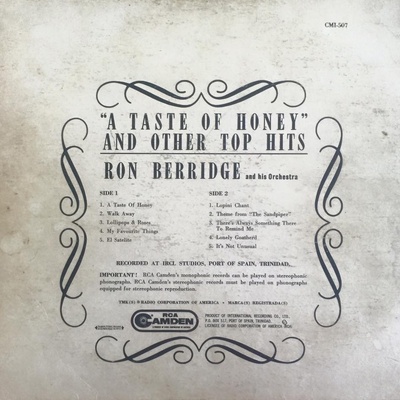 CMI-507
"A TASTE OF HONEY"
AND OTHER TOP HITS
RON BERRIDGE and his Orchestra
SIDE 1
1. A Taste Of Honey
2. Walk Away
3. Lollipops & Roses
4. My Favourite Things
5. El Satelite
SIDE 2
1. Lupini Chant
2. Theme from "The Sandpiper"
3. There's Always Something There
To Remind Me
4. Lonely Goatherd
5. It's Not Unusual
RECORDED AT IRCL STUDIOS, PORT OF SPAIN, TRINIDAD.
IMPORTANT! RCA Camden's monophonic records can be played on stereophonic
phonographs. RCA Camden's stereophonic records must be played on phonographs
equipped for stereophonic reproduction.
TMK(S) ® RADIO CORPORATION OF AMERICA - MARCA(S) REGISTRADA(S)
RCA
CAMDEN
PRODUCT OF INTERNATIONAL RECORDING CO., LTD.
P.O. BOX 517, PORT OF SPAIN, TRINIDAD.
LICENSEE OF RADIO CORPORATION OF AMERICA